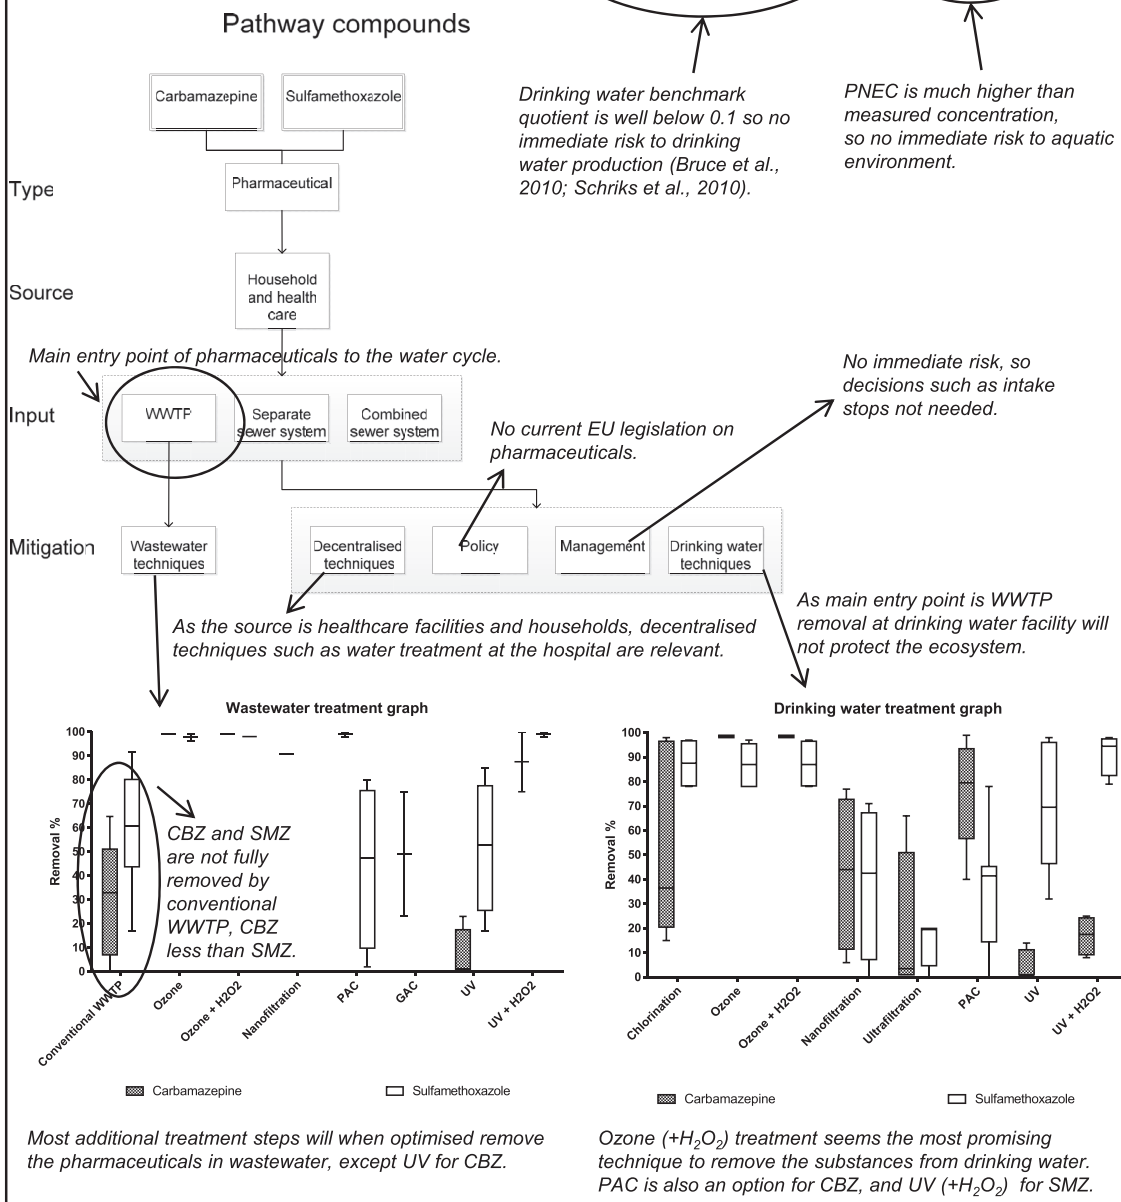 Pathway compounds
Carbamazepine
Sulfamethoxazole
Drinking water benchmark
quotient is well below 0.1 so no
immediate risk to drinking
water production (Bruce et al.,
2010; Schriks et al., 2010).
PNEC is much higher than
measured concentration,
so no immediate risk to aquatic
environment.
Type
Pharmaceutical
Source
Household
and health
care
Main entry point of pharmaceuticals to the water cycle.
No immediate risk, so
decisions such as intake
stops not needed.
Input
WWTP
Separate
sewer system
Combined
sewer system
No current EU legislation on
pharmaceuticals.
Mitigation
Wastewater
techniques
Decentralised
techniques
Policy
Management
Drinking water
techniques
As the source is healthcare facilities and households, decentralised
techniques such as water treatment at the hospital are relevant.
As main entry point is WWTP
removal at drinking water facility will
not protect the ecosystem.
Wastewater treatment graph
Removal %
100
90
80
70
60
50
40
30
20
10
0
CBZ and SMZ
are not fully
removed by
conventional
WWTP, CBZ
less than SMZ.
Conventional WWTP
Ozone
Ozone + H2O2
Nanofiltration
PAC
GAC
UV
UV + H2O2
Carbamazepine
Sulfamethoxazole
Drinking water treatment graph
Removal %
100
90
80
70
60
50
40
30
20
10
0
Chlorination
Ozone
Ozone + H2O2
Nanofiltration
Ultrafiltration
PAC
UV
UV + H2O2
Carbamazepine
Sulfamethoxazole
Most additional treatment steps will when optimised remove
the pharmaceuticals in wastewater, except UV for CBZ.
Ozone (+H₂O₂) treatment seems the most promising
technique to remove the substances from drinking water.
PAC is also an option for CBZ, and UV (+H₂O₂) for SMZ.